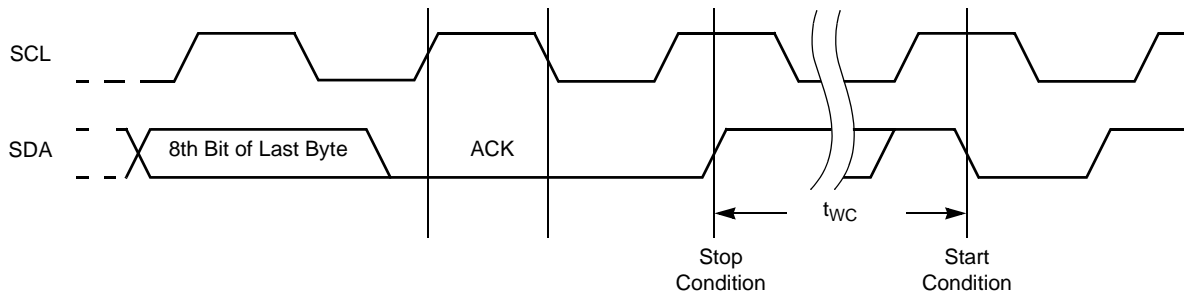 SCL
SDA
8th Bit of Last Byte
ACK
tWC
Stop
Condition
Start
Condition